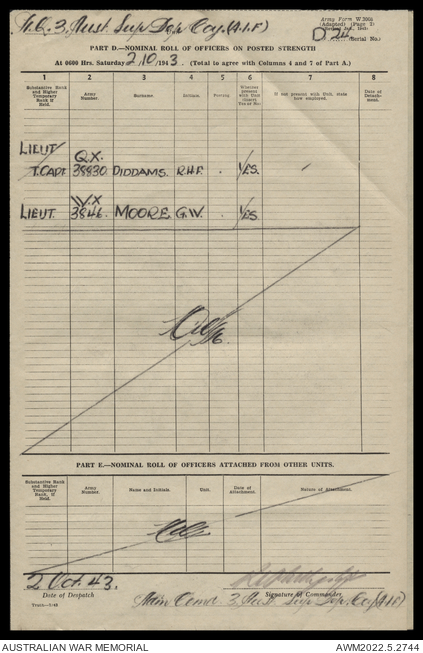 H.Q. 3, Aust Sup Dep Coy. (A.I.F)
Army Form W.3008
(Adapted) (Page 3)
D 24 (Serial No.)
PART D.—NOMINAL ROLL OF OFFICERS ON POSTED STRENGTH
At 0600 Hrs. Saturday 2/10/1943. (Total to agree with Columns 4 and 7 of Part A.)
1 2 3 4 5 6 7 8
Substantive Rank and Higher Temporary Rank if Held. Army Number. Surname. Initials. Whether present with Unit (Insert Yes or No) If not present with Unit, state how employed. Date of Detachment.
LIEUT/T.CAPT QX. 38830 DIDDAMS. R.H.F. . YES /
LIEUT. VX 3846. MOORE. G.W. . YES
PART E.—NOMINAL ROLL OF OFFICERS ATTACHED FROM OTHER UNITS.
Substantive Rank and Higher Temporary Rank, if Held. Army Number. Name and Initials. Unit. Date of Attachment. Nature of Attachment.
2 Oct 43.
Date of Despatch Signature of Commander
Adm Comd 3, Aust Sup Dep Coy (A.I.F)
AUSTRALIAN WAR MEMORIAL AWM2022.5.2744